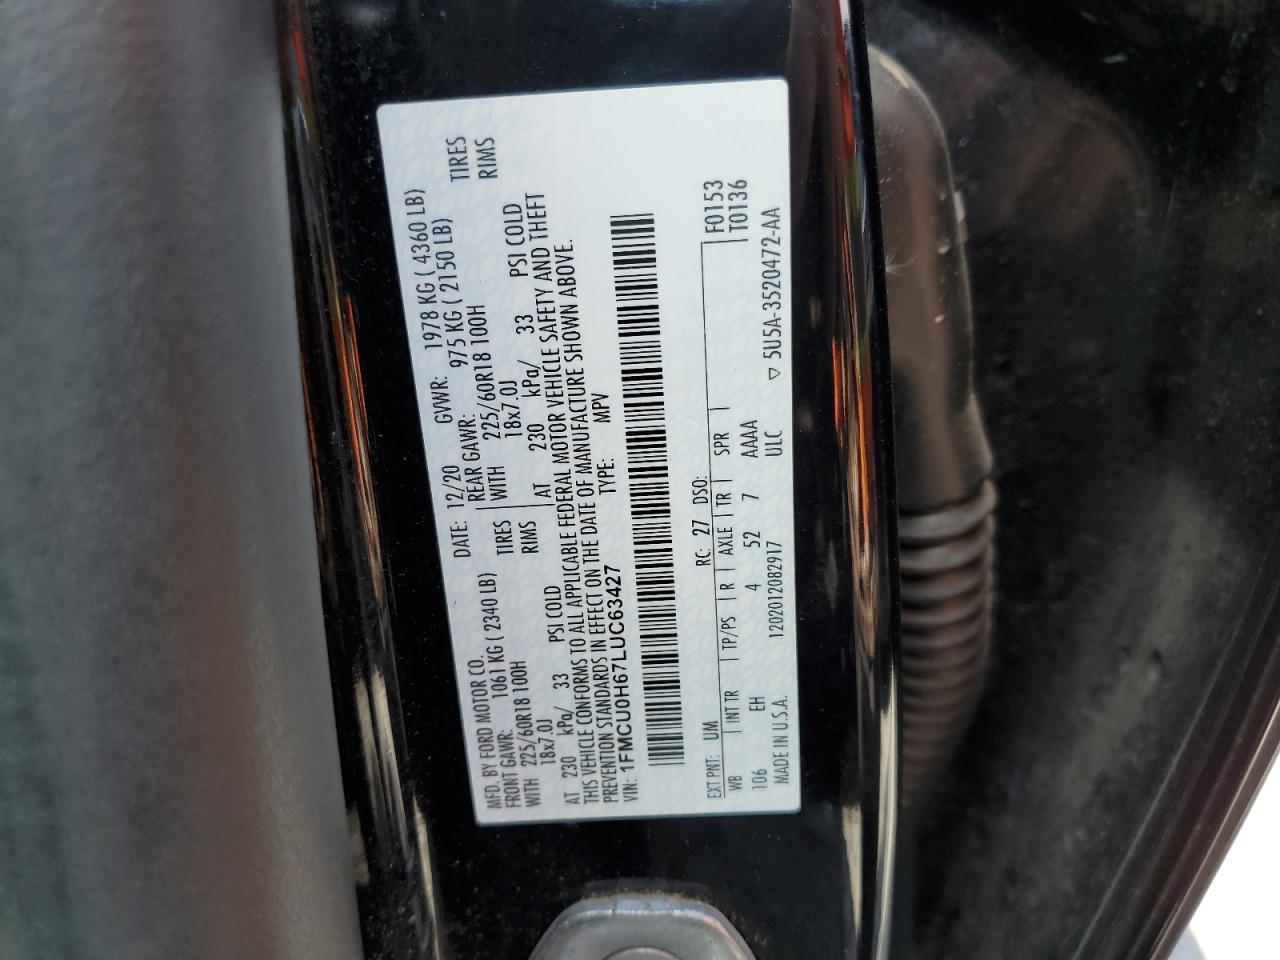 MFD. BY FORD MOTOR CO. DATE: 12/20 GVWR: 1978 KG ( 4360 LB)
FRONT GAWR: 1061 KG ( 2340 LB) REAR GAWR: 975 KG ( 2150 LB)
WITH 225/60R18 100H TIRES WITH 225/60R18 100H TIRES
18x7.0J RIMS 18x7.0J RIMS
AT 230 kPa/ 33 PSI COLD AT 230 kPa/ 33 PSI COLD
THIS VEHICLE CONFORMS TO ALL APPLICABLE FEDERAL MOTOR VEHICLE SAFETY AND THEFT
PREVENTION STANDARDS IN EFFECT ON THE DATE OF MANUFACTURE SHOWN ABOVE.
VIN: 1FMCU0H67LUC63427 TYPE: MPV
EXT PNT: UM RC: 27 DSO: F0153
WB INT TR TP/PS R AXLE TR SPR T0136
106 EH 4 52 7 AAAA
MADE IN U.S.A. 120201208​2917 ULC ▽ 5U5A-3520472-AA